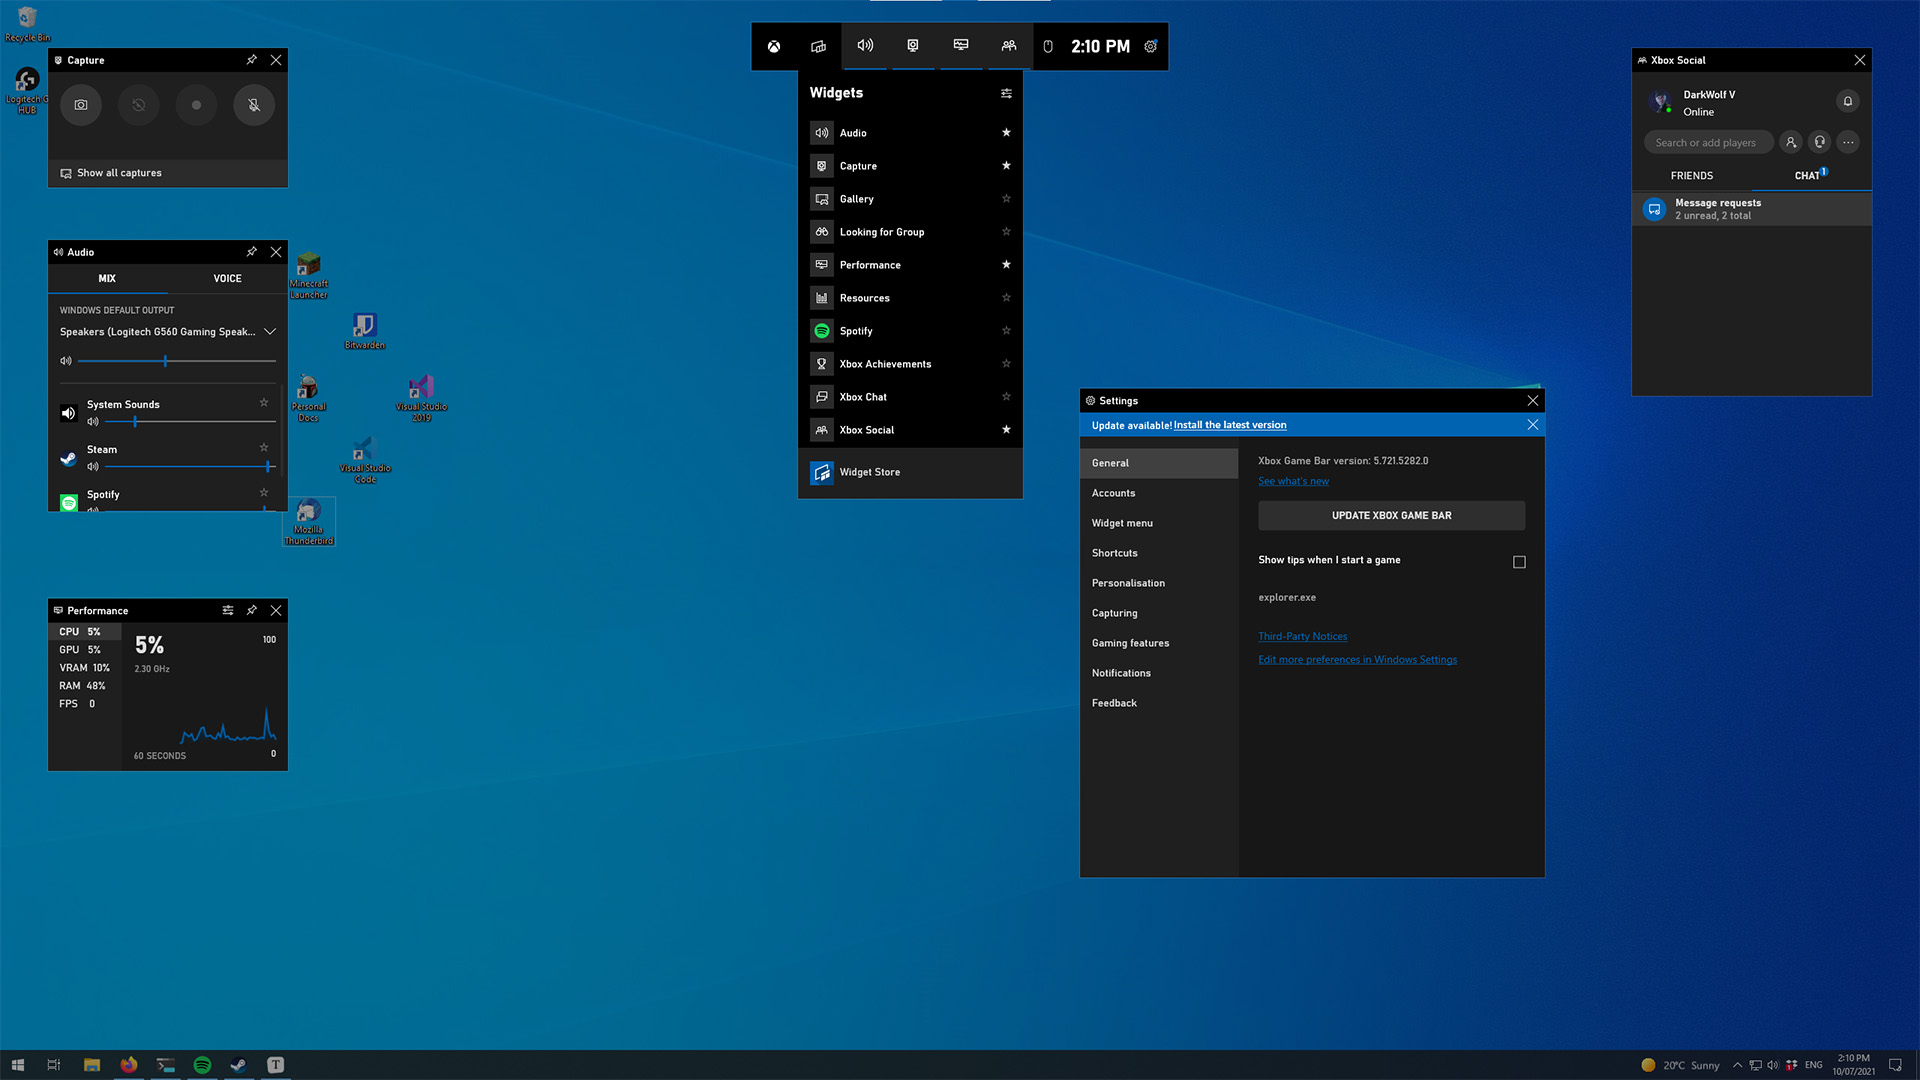 Recycle Bin
Logitech G
HUB
Capture
Show all captures
Audio
MIX
VOICE
WINDOWS DEFAULT OUTPUT
Speakers (Logitech G560 Gaming Speak...
System Sounds
Steam
Spotify
Minecraft
Launcher
Bitwarden
Personal
Docs
Visual Studio
2019
Visual Studio
Code
Mozilla
Thunderbird
Performance
CPU 5%
GPU 5%
VRAM 10%
RAM 48%
FPS 0
5%
2.30 GHz
100
60 SECONDS
0
2:10 PM
Widgets
Audio
Capture
Gallery
Looking for Group
Performance
Resources
Spotify
Xbox Achievements
Xbox Chat
Xbox Social
Widget Store
Settings
Update available! Install the latest version
General
Accounts
Widget menu
Shortcuts
Personalisation
Capturing
Gaming features
Notifications
Feedback
Xbox Game Bar version: 5.721.5282.0
See what's new
UPDATE XBOX GAME BAR
Show tips when I start a game
explorer.exe
Third-Party Notices
Edit more preferences in Windows Settings
Xbox Social
DarkWolf V
Online
Search or add players
FRIENDS
CHAT 1
Message requests
2 unread, 2 total
T
20°C Sunny
ENG
2:10 PM
10/07/2021